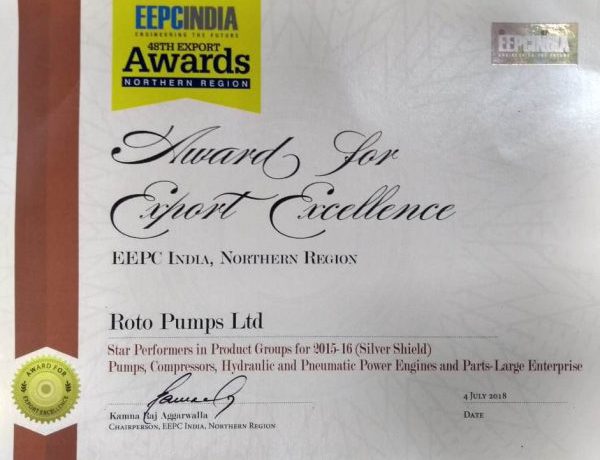 EEPCINDIA
ENGINEERING THE FUTURE
48TH EXPORT
Awards
NORTHERN REGION
EEPCINDIA
ENGINEERING THE FUTURE
Award for
Export Excellence
EEPC India, Northern Region
Roto Pumps Ltd
Star Performers in Product Groups for 2015-16 (Silver Shield)
Pumps, Compressors, Hydraulic and Pneumatic Power Engines and Parts-Large Enterprise
AWARD FOR
EXPORT EXCELLENCE
Kamna Raj Aggarwalla
Chairperson, EEPC India, Northern Region
4 July 2018
Date